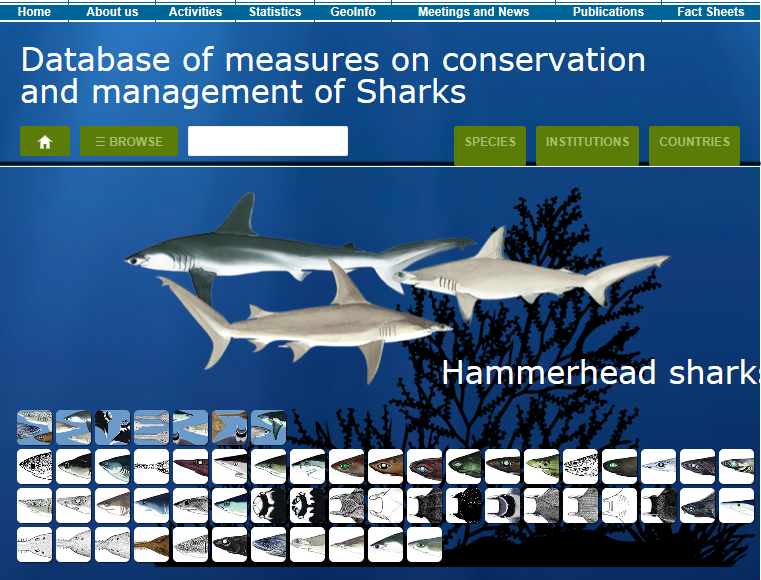 Home About us Activities Statistics GeoInfo Meetings and News Publications Fact Sheets
Database of measures on conservation
and management of Sharks
☰ BROWSE SPECIES INSTITUTIONS COUNTRIES
Hammerhead sharks